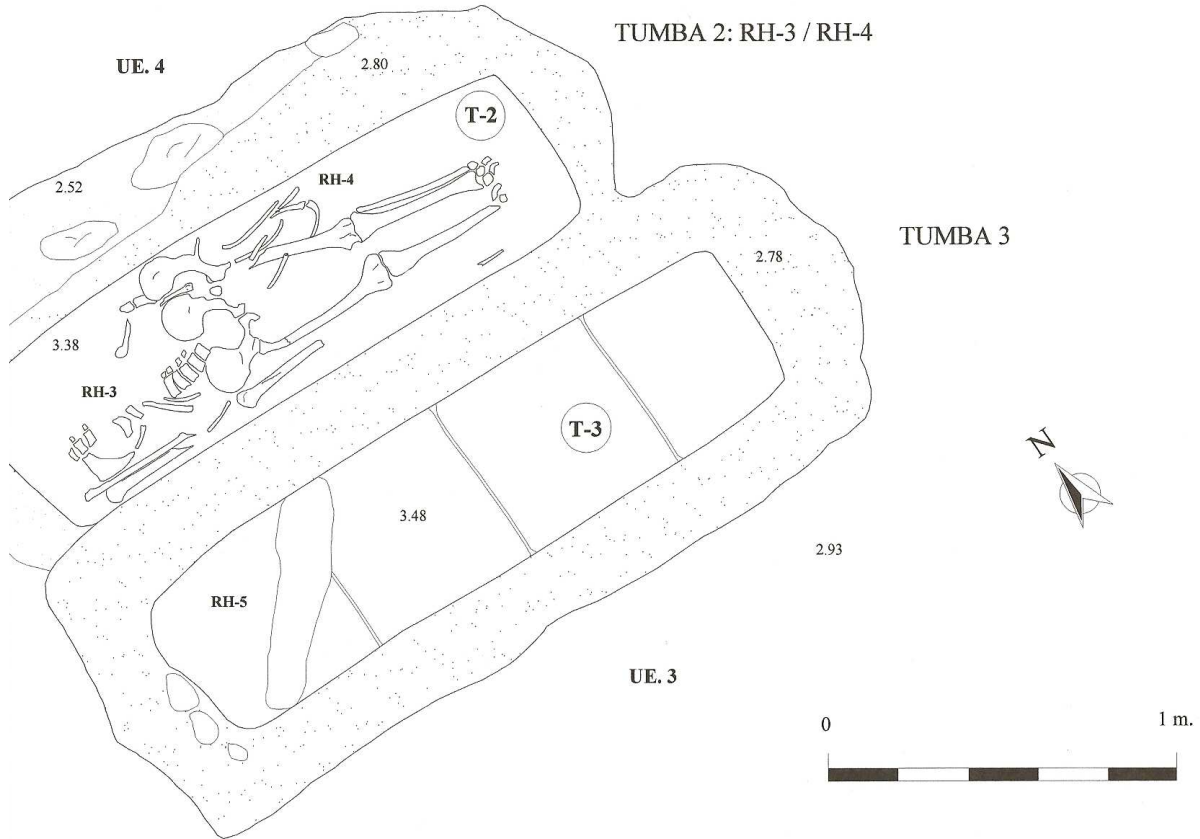 TUMBA 2: RH-3 / RH-4
UE. 4
2.80
T-2
2.52
RH-4
TUMBA 3
2.78
3.38
RH-3
T-3
N
3.48
2.93
RH-5
UE. 3
0
1 m.